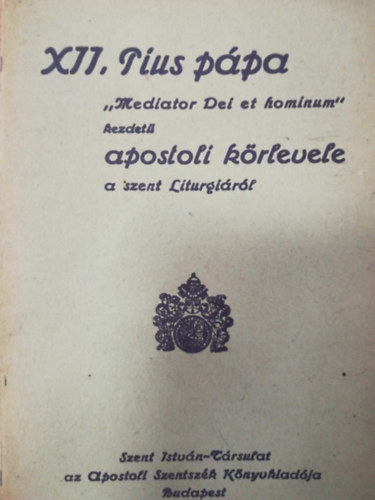 XII. Pius pápa
„Mediator Dei et hominum"
kezdetű
apostoli körlevele
a szent Liturgiáról
Szent István-Társulat
az Apostoli Szentszék Könyvkiadója
Budapest